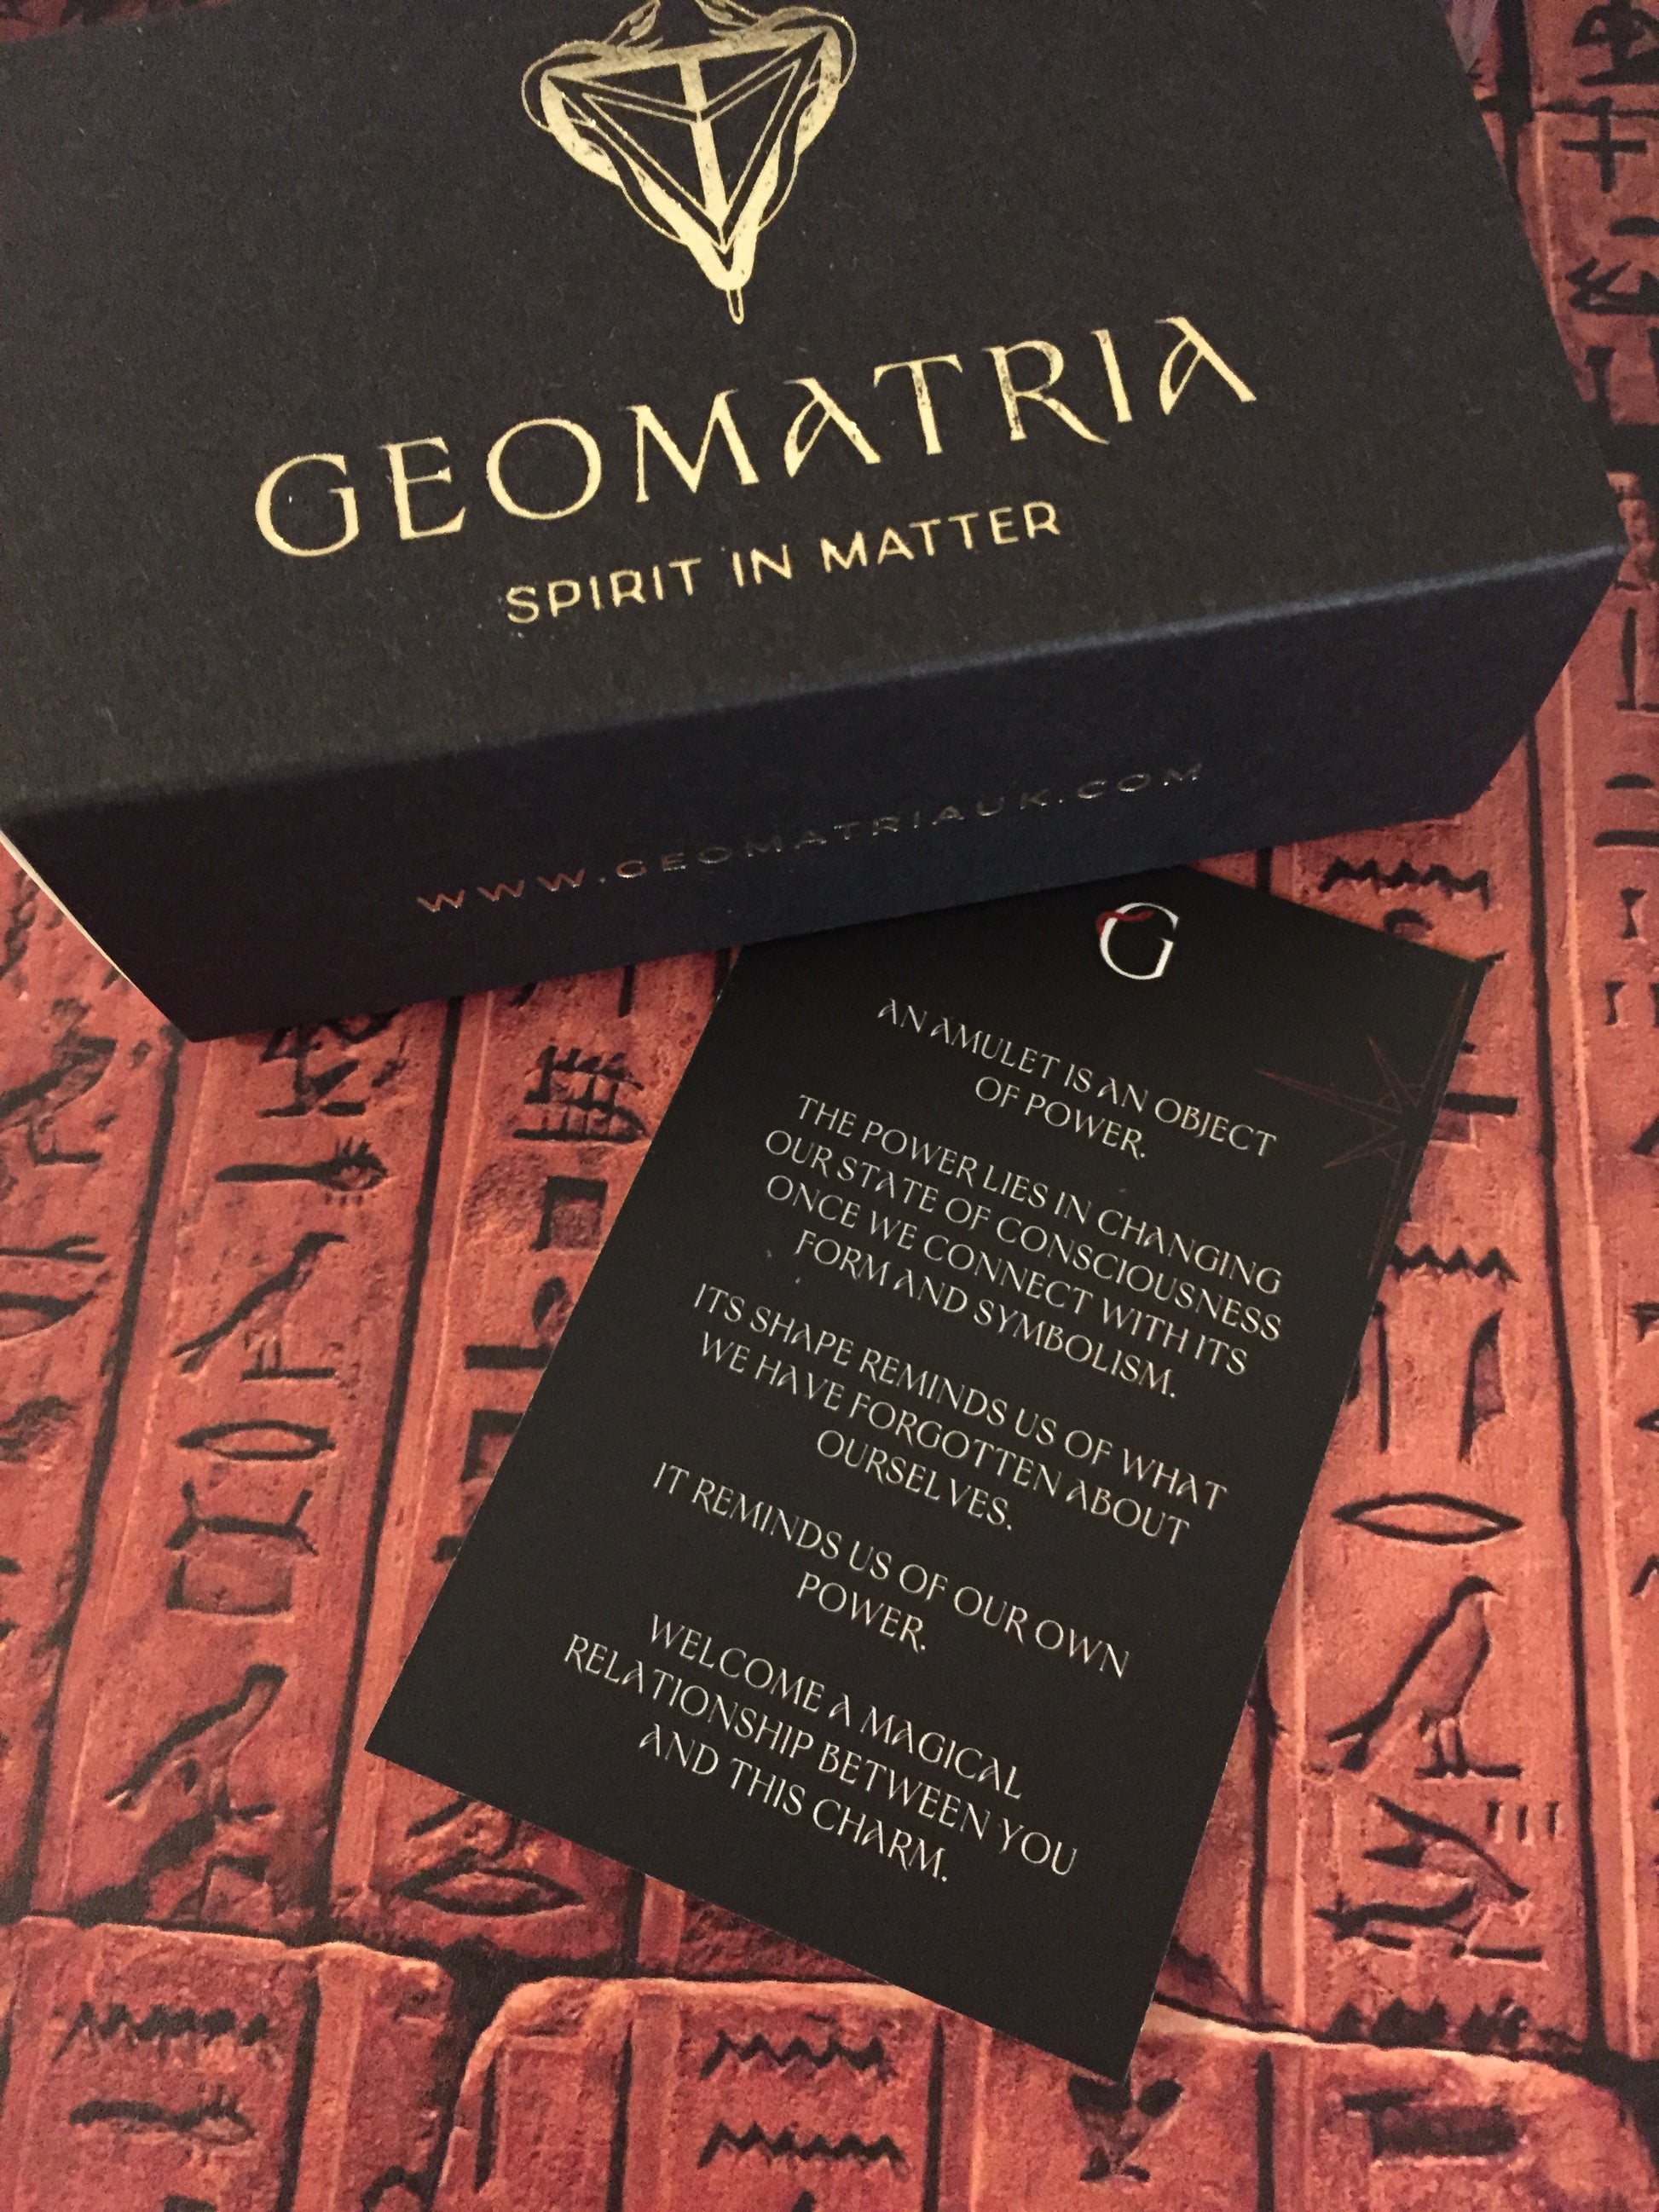 GEOMATRIA
SPIRIT IN MATTER
WWW.GEOMATRIAUK.COM
G
AN AMULET IS AN OBJECT
OF POWER.
THE POWER LIES IN CHANGING
OUR STATE OF CONSCIOUSNESS
ONCE WE CONNECT WITH ITS
FORM AND SYMBOLISM.
ITS SHAPE REMINDS US OF WHAT
WE HAVE FORGOTTEN ABOUT
OURSELVES.
IT REMINDS US OF OUR OWN
POWER.
WELCOME A MAGICAL
RELATIONSHIP BETWEEN YOU
AND THIS CHARM.